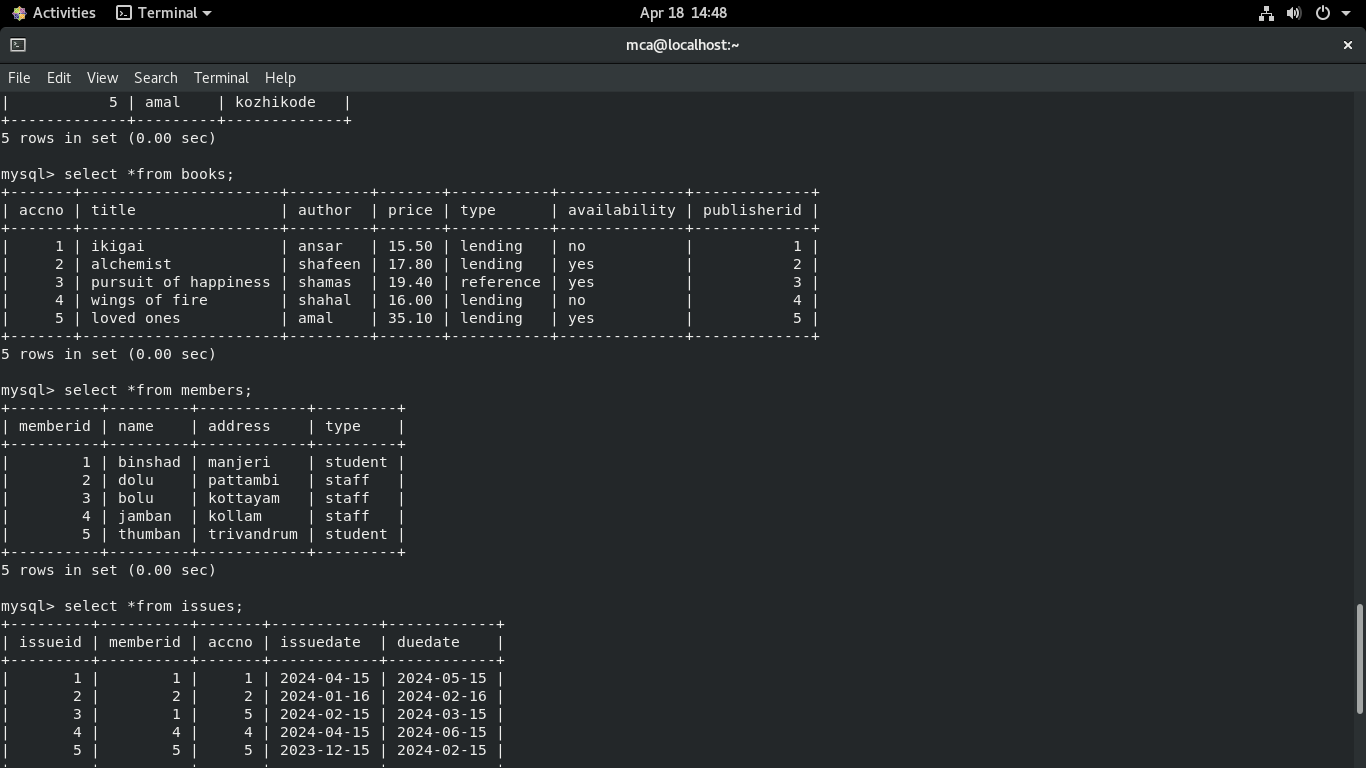 Activities Terminal Apr 18 14:48
mca@localhost:~
File Edit View Search Terminal Help
|           5 | amal    | kozhikode   |
+-------------+---------+-------------+
5 rows in set (0.00 sec)
mysql> select *from books;
+-------+----------------------+---------+-------+-----------+--------------+-------------+
| accno | title                | author  | price | type      | availability | publisherid |
+-------+----------------------+---------+-------+-----------+--------------+-------------+
|     1 | ikigai               | ansar   | 15.50 | lending   | no           |           1 |
|     2 | alchemist            | shafeen | 17.80 | lending   | yes          |           2 |
|     3 | pursuit of happiness | shamas  | 19.40 | reference | yes          |           3 |
|     4 | wings of fire        | shahal  | 16.00 | lending   | no           |           4 |
|     5 | loved ones           | amal    | 35.10 | lending   | yes          |           5 |
+-------+----------------------+---------+-------+-----------+--------------+-------------+
5 rows in set (0.00 sec)
mysql> select *from members;
+----------+---------+------------+---------+
| memberid | name    | address    | type    |
+----------+---------+------------+---------+
|        1 | binshad | manjeri    | student |
|        2 | dolu    | pattambi   | staff   |
|        3 | bolu    | kottayam   | staff   |
|        4 | jamban  | kollam     | staff   |
|        5 | thumban | trivandrum | student |
+----------+---------+------------+---------+
5 rows in set (0.00 sec)
mysql> select *from issues;
+---------+----------+-------+------------+------------+
| issueid | memberid | accno | issuedate  | duedate    |
+---------+----------+-------+------------+------------+
|       1 |        1 |     1 | 2024-04-15 | 2024-05-15 |
|       2 |        2 |     2 | 2024-01-16 | 2024-02-16 |
|       3 |        1 |     5 | 2024-02-15 | 2024-03-15 |
|       4 |        4 |     4 | 2024-04-15 | 2024-06-15 |
|       5 |        5 |     5 | 2023-12-15 | 2024-02-15 |